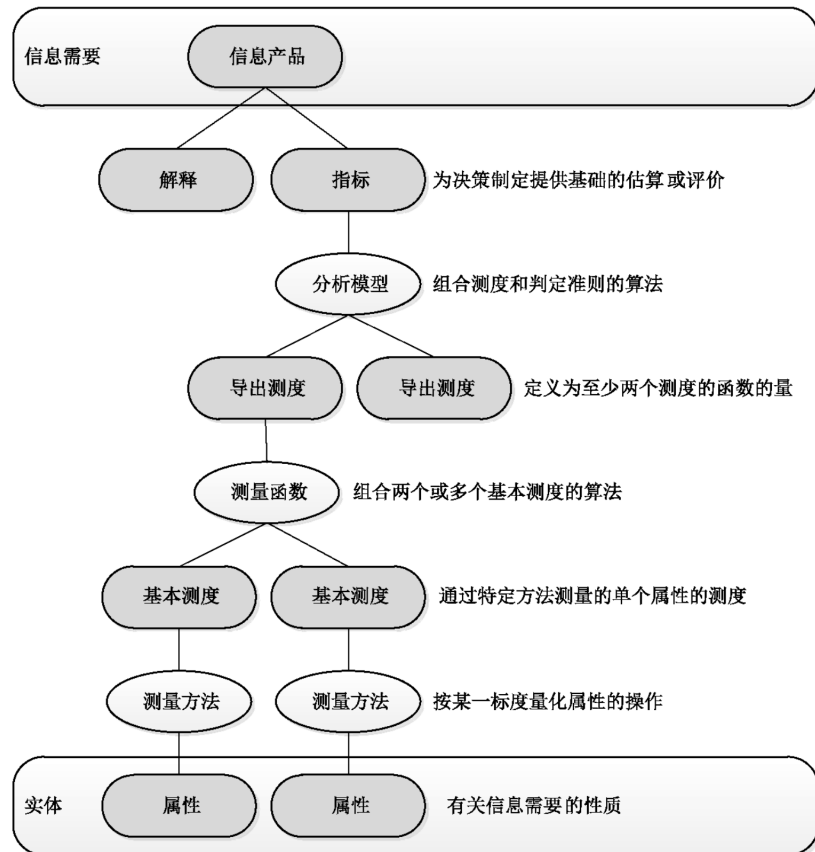 信息需要
信息产品
解释
指标
为决策制定提供基础的估算或评价
分析模型
组合测度和判定准则的算法
导出测度
导出测度
定义为至少两个测度的函数的量
测量函数
组合两个或多个基本测度的算法
基本测度
基本测度
通过特定方法测量的单个属性的测度
测量方法
测量方法
按某一标度量化属性的操作
实体
属性
属性
有关信息需要的性质